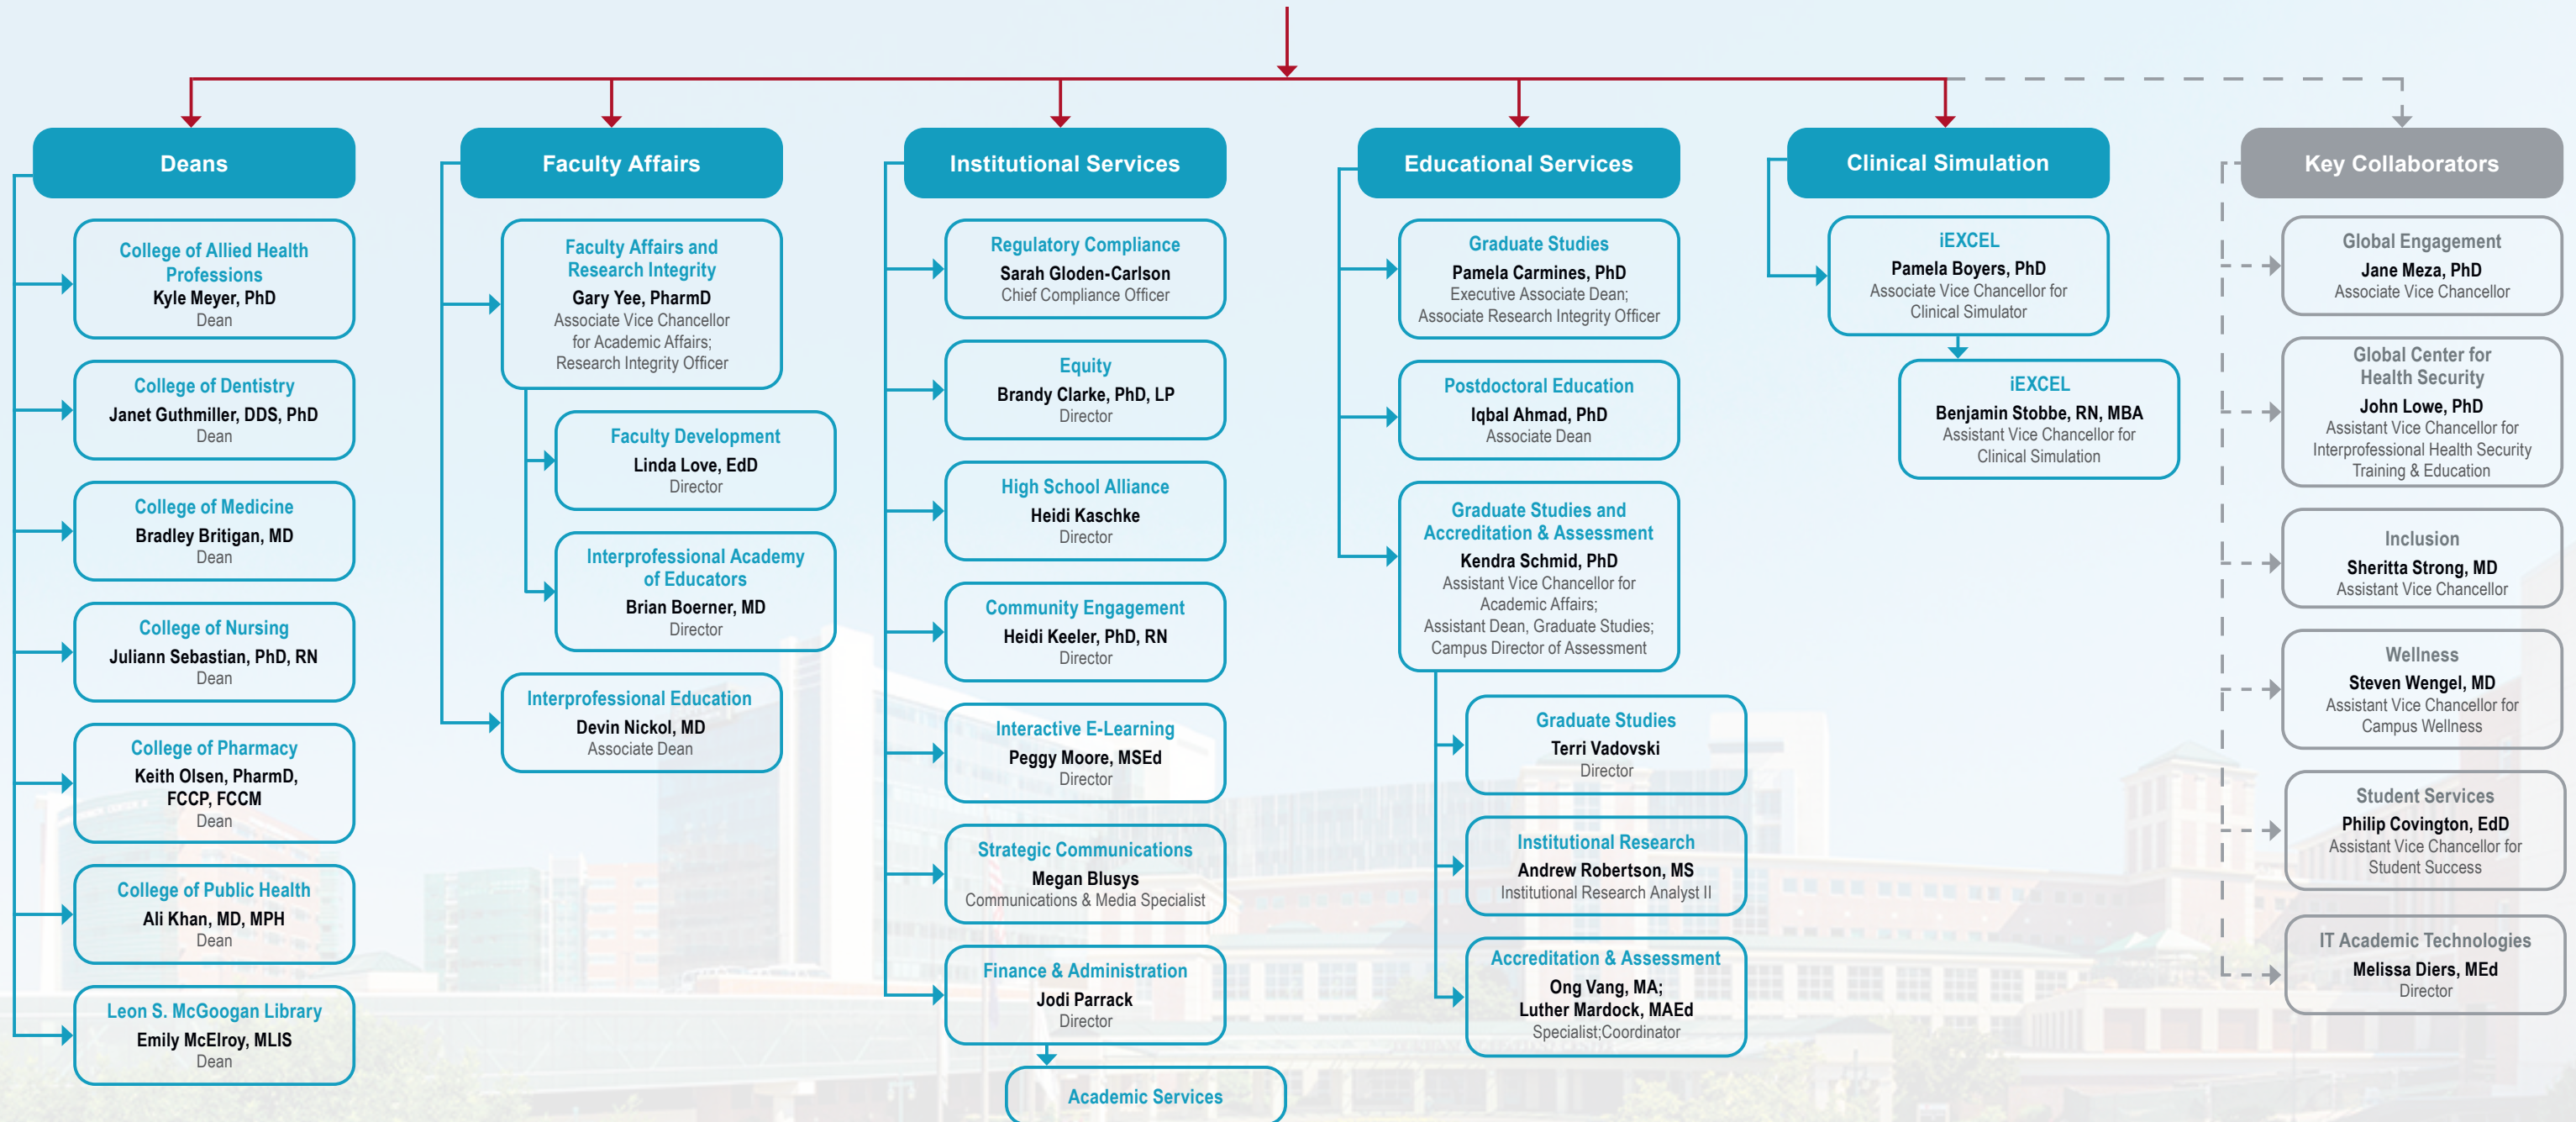 Deans
College of Allied Health
Professions
Kyle Meyer, PhD
Dean
College of Dentistry
Janet Guthmiller, DDS, PhD
Dean
College of Medicine
Bradley Britigan, MD
Dean
College of Nursing
Juliann Sebastian, PhD, RN
Dean
College of Pharmacy
Keith Olsen, PharmD,
FCCP, FCCM
Dean
College of Public Health
Ali Khan, MD, MPH
Dean
Leon S. McGoogan Library
Emily McElroy, MLIS
Dean
Faculty Affairs
Faculty Affairs and
Research Integrity
Gary Yee, PharmD
Associate Vice Chancellor
for Academic Affairs;
Research Integrity Officer
Faculty Development
Linda Love, EdD
Director
Interprofessional Academy
of Educators
Brian Boerner, MD
Director
Interprofessional Education
Devin Nickol, MD
Associate Dean
Institutional Services
Regulatory Compliance
Sarah Gloden-Carlson
Chief Compliance Officer
Equity
Brandy Clarke, PhD, LP
Director
High School Alliance
Heidi Kaschke
Director
Community Engagement
Heidi Keeler, PhD, RN
Director
Interactive E-Learning
Peggy Moore, MSEd
Director
Strategic Communications
Megan Blusys
Communications & Media Specialist
Finance & Administration
Jodi Parrack
Director
Academic Services
Educational Services
Graduate Studies
Pamela Carmines, PhD
Executive Associate Dean;
Associate Research Integrity Officer
Postdoctoral Education
Iqbal Ahmad, PhD
Associate Dean
Graduate Studies and
Accreditation & Assessment
Kendra Schmid, PhD
Assistant Vice Chancellor for
Academic Affairs;
Assistant Dean, Graduate Studies;
Campus Director of Assessment
Graduate Studies
Terri Vadovski
Director
Institutional Research
Andrew Robertson, MS
Institutional Research Analyst II
Accreditation & Assessment
Ong Vang, MA;
Luther Mardock, MAEd
Specialist;Coordinator
Clinical Simulation
iEXCEL
Pamela Boyers, PhD
Associate Vice Chancellor for
Clinical Simulator
iEXCEL
Benjamin Stobbe, RN, MBA
Assistant Vice Chancellor for
Clinical Simulation
Key Collaborators
Global Engagement
Jane Meza, PhD
Associate Vice Chancellor
Global Center for
Health Security
John Lowe, PhD
Assistant Vice Chancellor for
Interprofessional Health Security
Training & Education
Inclusion
Sheritta Strong, MD
Assistant Vice Chancellor
Wellness
Steven Wengel, MD
Assistant Vice Chancellor for
Campus Wellness
Student Services
Philip Covington, EdD
Assistant Vice Chancellor for
Student Success
IT Academic Technologies
Melissa Diers, MEd
Director